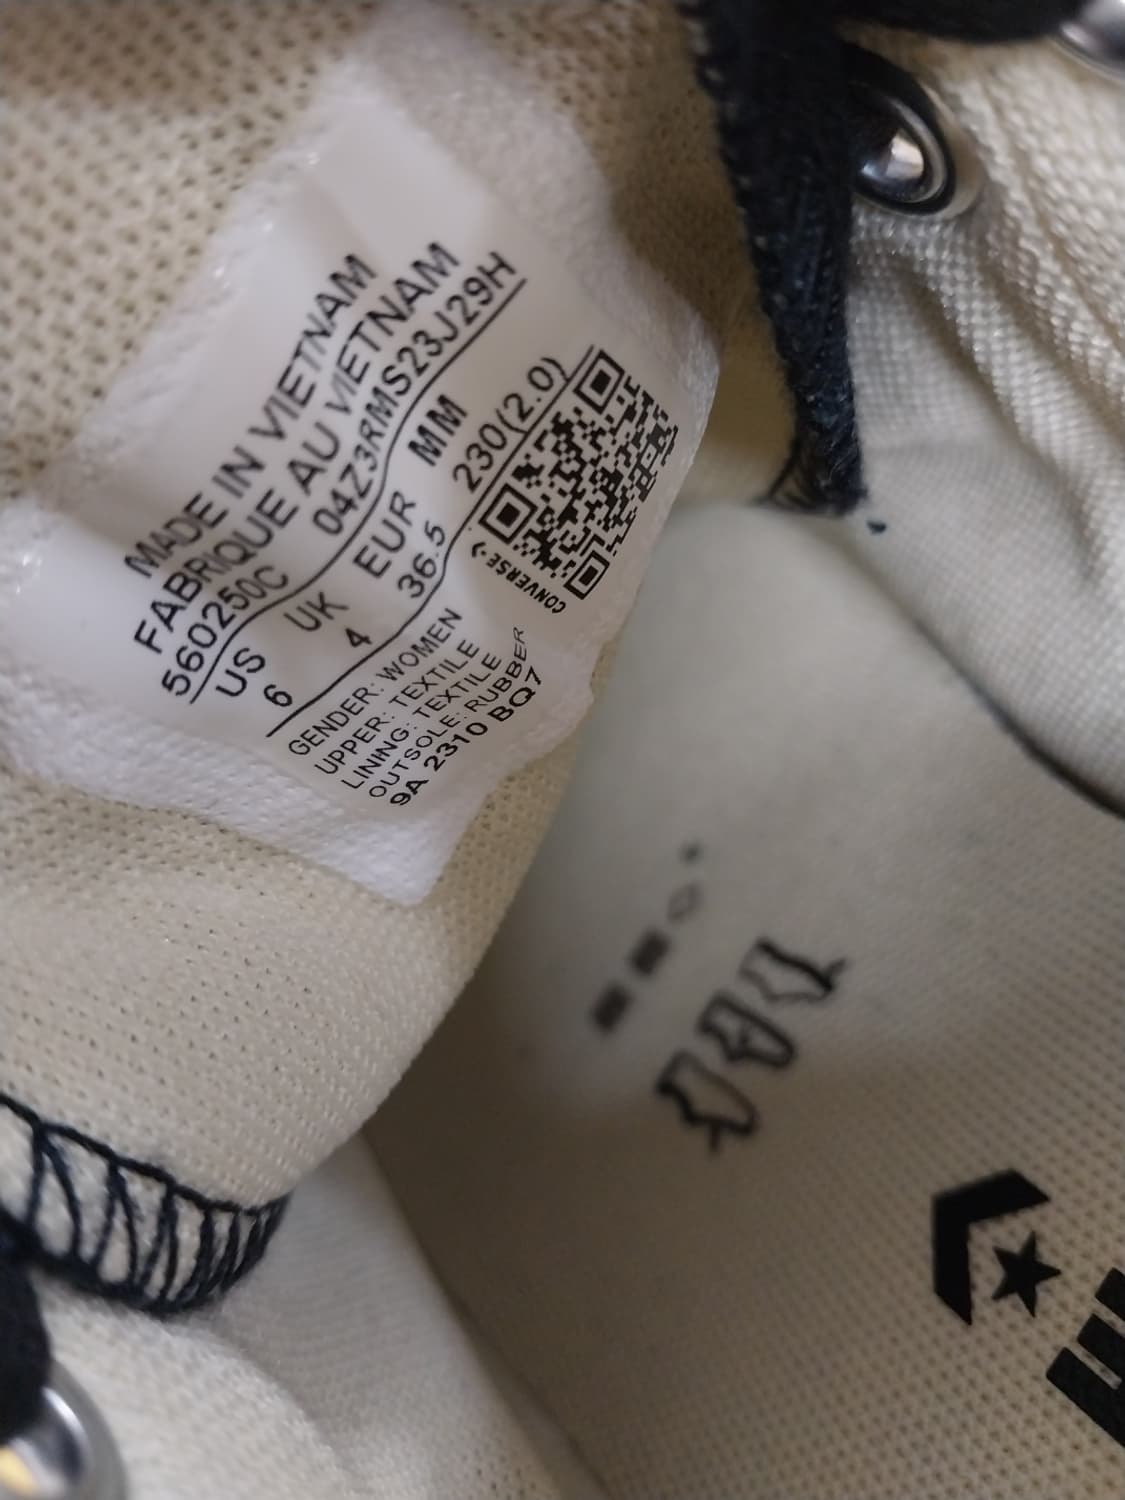 MADE IN VIETNAM
FABRIQUE AU VIETNAM
560250C 04Z3RMS23J29H
US UK EUR MM
6 4 36.5 230(2.0)
CONVERSE
GENDER: WOMEN
UPPER: TEXTILE
LINING: TEXTILE
OUTSOLE: RUBBER
9A 2310 BQ7